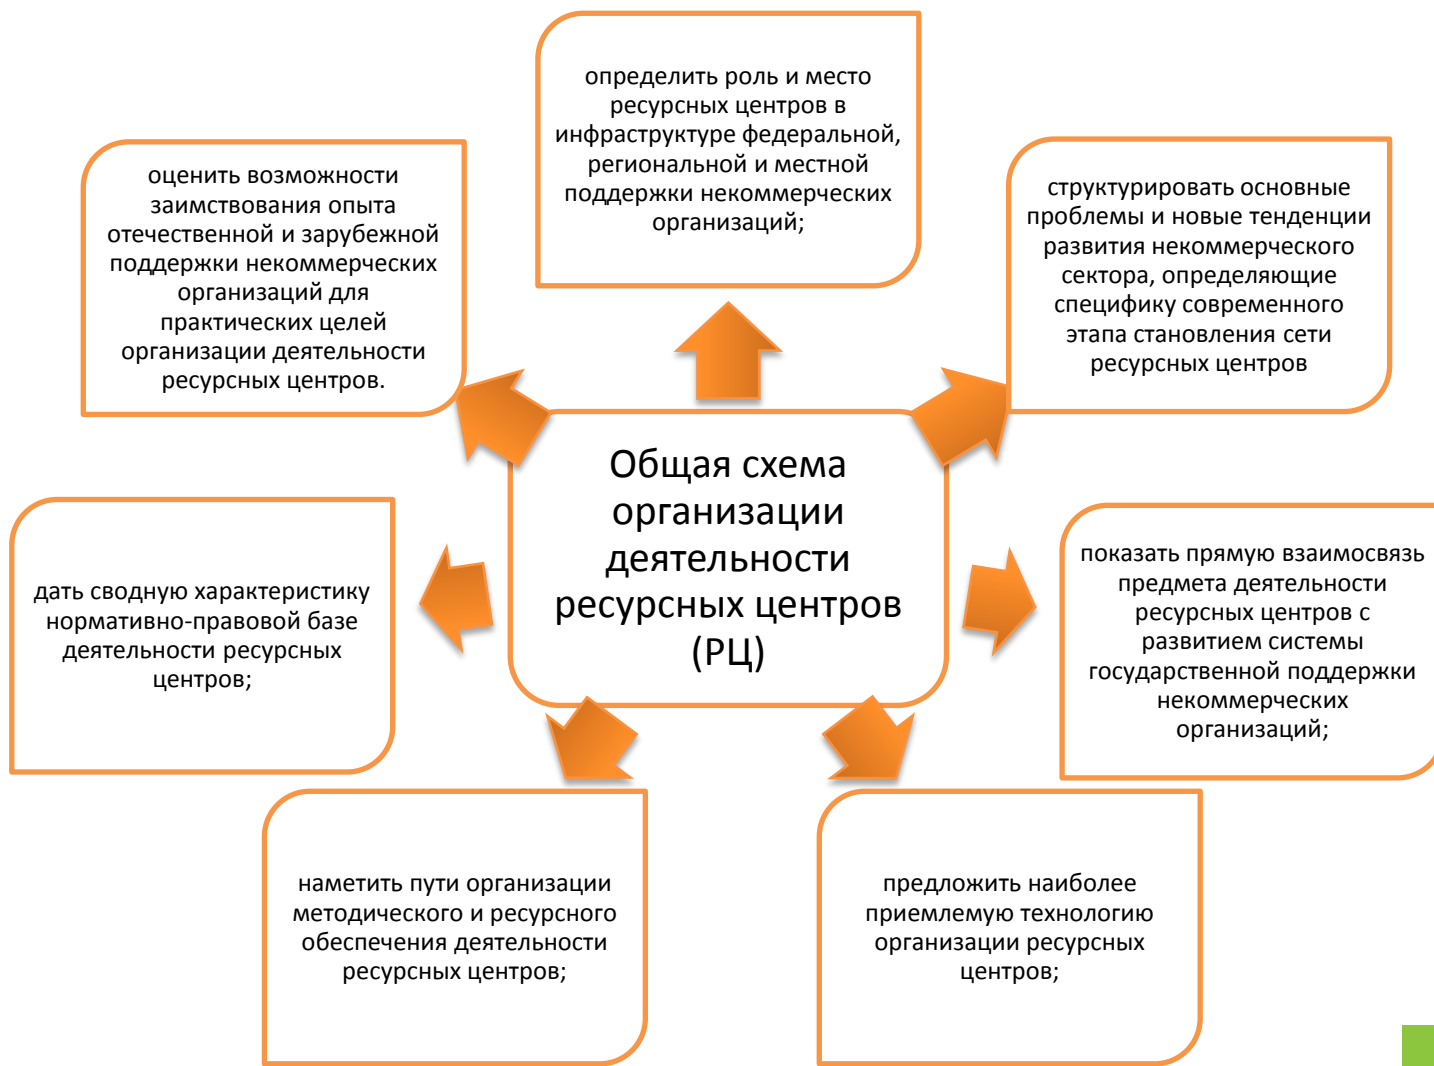 определить роль и место
ресурсных центров в
инфраструктуре федеральной,
региональной и местной
поддержки некоммерческих
организаций;
структурировать основные
проблемы и новые тенденции
развития некоммерческого
сектора, определяющие
специфику современного
этапа становления сети
ресурсных центров
показать прямую взаимосвязь
предмета деятельности
ресурсных центров с
развитием системы
государственной поддержки
некоммерческих
организаций;
предложить наиболее
приемлемую технологию
организации ресурсных
центров;
наметить пути организации
методического и ресурсного
обеспечения деятельности
ресурсных центров;
дать сводную характеристику
нормативно-правовой базе
деятельности ресурсных
центров;
оценить возможности
заимствования опыта
отечественной и зарубежной
поддержки некоммерческих
организаций для
практических целей
организации деятельности
ресурсных центров.
Общая схема
организации
деятельности
ресурсных центров
(РЦ)